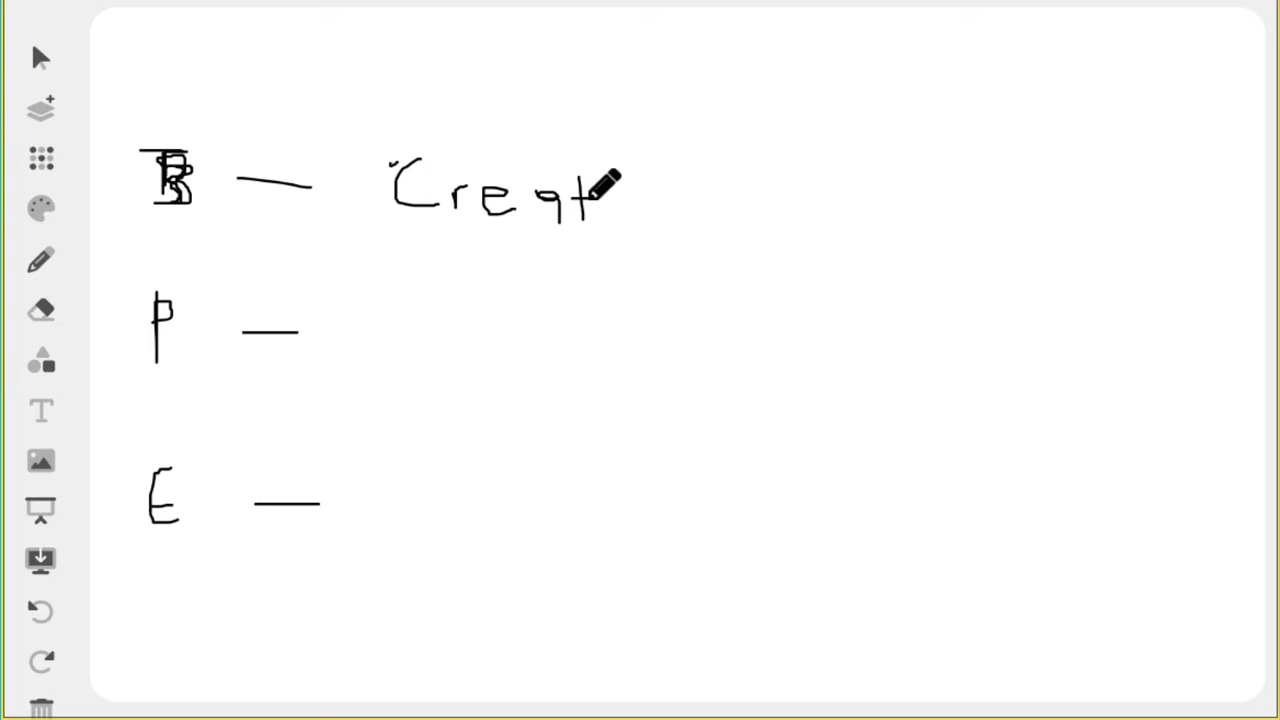 — Creat
P —
E —